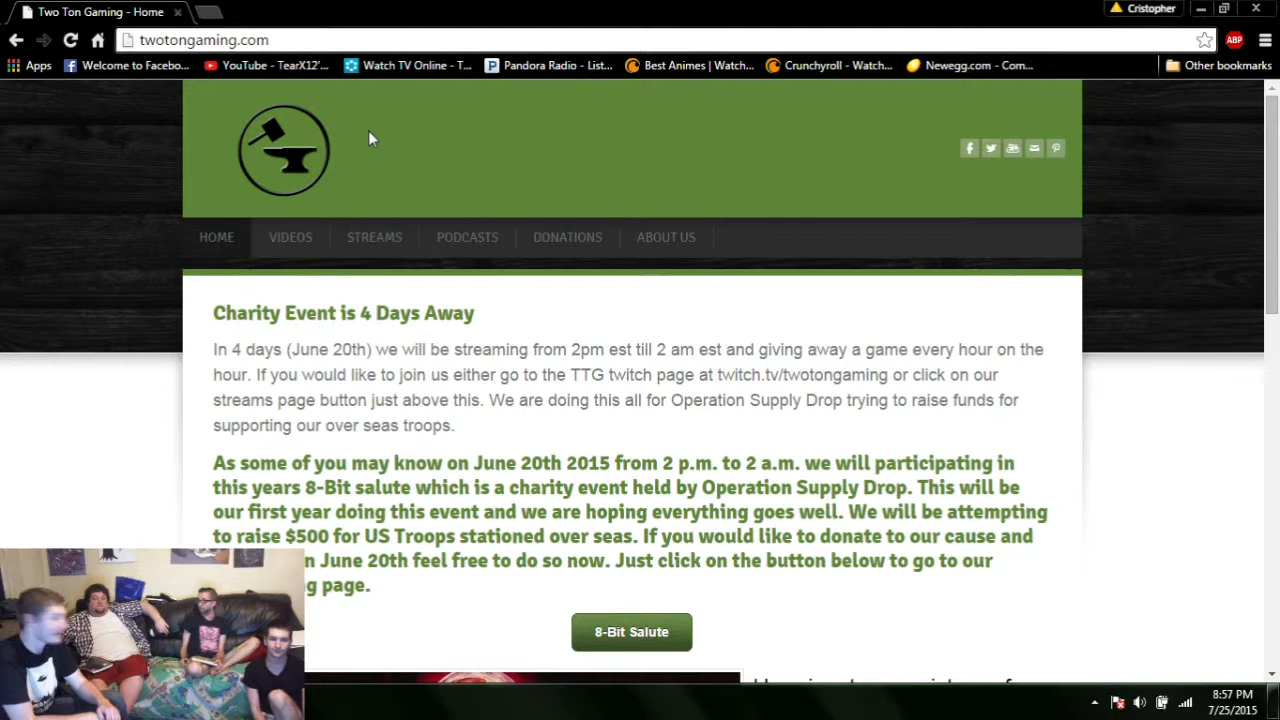 Two Ton Gaming - Home
Cristopher
twotongaming.com
ABP
Apps
Welcome to Facebo...
YouTube - TearX12'...
Watch TV Online - T...
Pandora Radio - List...
Best Animes | Watch...
Crunchyroll - Watch...
Newegg.com - Com...
Other bookmarks
HOME
VIDEOS
STREAMS
PODCASTS
DONATIONS
ABOUT US
Charity Event is 4 Days Away
In 4 days (June 20th) we will be streaming from 2pm est till 2 am est and giving away a game every hour on the
hour. If you would like to join us either go to the TTG twitch page at twitch.tv/twotongaming or click on our
streams page button just above this. We are doing this all for Operation Supply Drop trying to raise funds for
supporting our over seas troops.
As some of you may know on June 20th 2015 from 2 p.m. to 2 a.m. we will participating in
this years 8-Bit salute which is a charity event held by Operation Supply Drop. This will be
our first year doing this event and we are hoping everything goes well. We will be attempting
to raise $500 for US Troops stationed over seas. If you would like to donate to our cause and
n June 20th feel free to do so now. Just click on the button below to go to our
g page.
8-Bit Salute
8:57 PM
7/25/2015